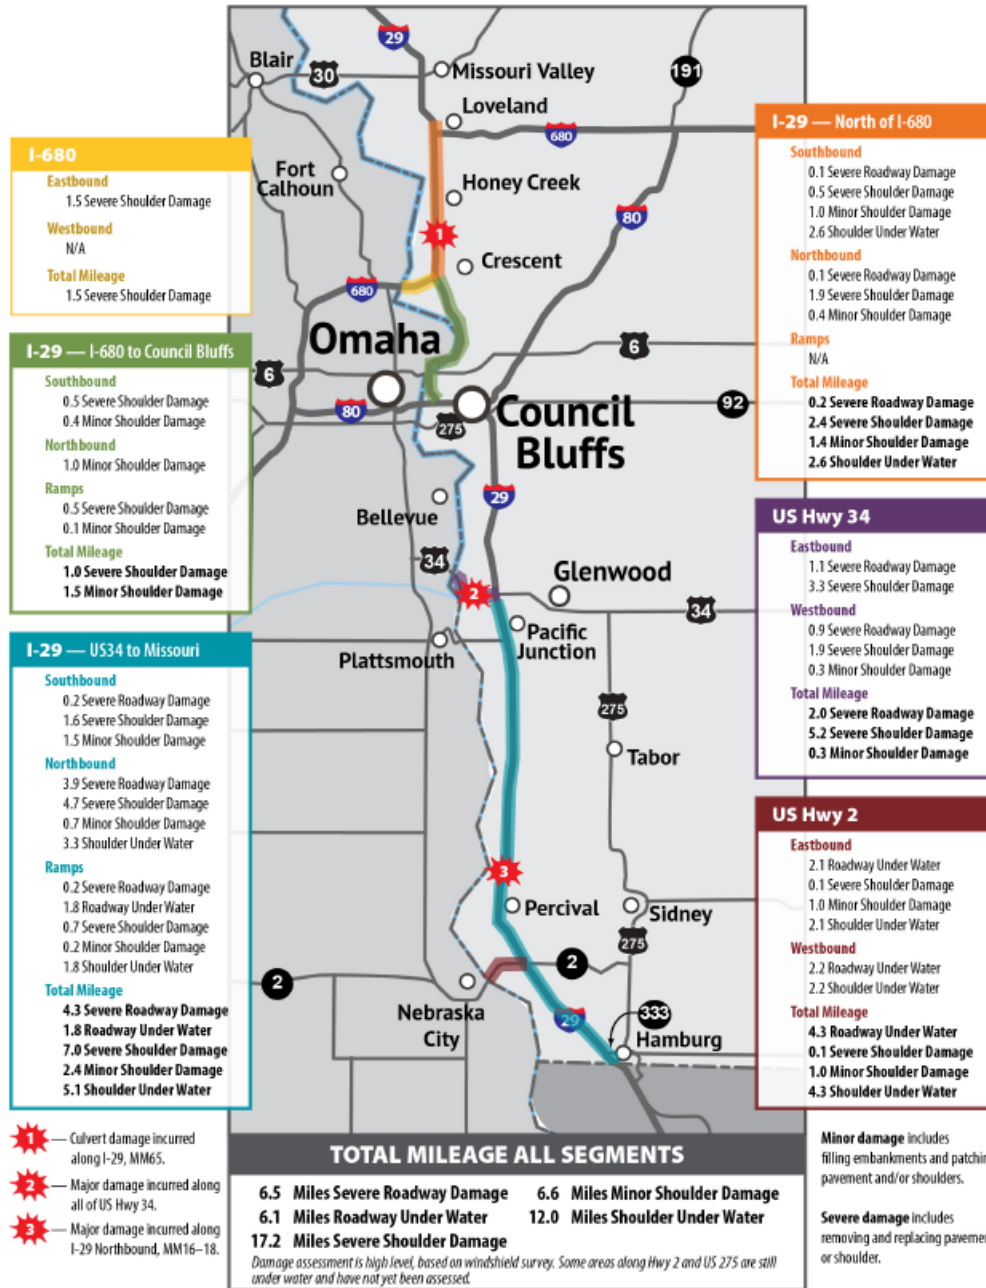 I-680
Eastbound
1.5 Severe Shoulder Damage
Westbound
N/A
Total Mileage
1.5 Severe Shoulder Damage
I-29 — I-680 to Council Bluffs
Southbound
0.5 Severe Shoulder Damage
0.4 Minor Shoulder Damage
Northbound
1.0 Minor Shoulder Damage
Ramps
0.5 Severe Shoulder Damage
0.1 Minor Shoulder Damage
Total Mileage
1.0 Severe Shoulder Damage
1.5 Minor Shoulder Damage
I-29 — US34 to Missouri
Southbound
0.2 Severe Roadway Damage
1.6 Severe Shoulder Damage
1.5 Minor Shoulder Damage
Northbound
3.9 Severe Roadway Damage
4.7 Severe Shoulder Damage
0.7 Minor Shoulder Damage
3.3 Shoulder Under Water
Ramps
0.2 Severe Roadway Damage
1.8 Roadway Under Water
0.7 Severe Shoulder Damage
0.2 Minor Shoulder Damage
1.8 Shoulder Under Water
Total Mileage
4.3 Severe Roadway Damage
1.8 Roadway Under Water
7.0 Severe Shoulder Damage
2.4 Minor Shoulder Damage
5.1 Shoulder Under Water
1 — Culvert damage incurred
along I-29, MM65.
2 — Major damage incurred along
all of US Hwy 34.
3 — Major damage incurred along
I-29 Northbound, MM16–18.
29
Blair
30
Missouri Valley
191
Loveland
680
Fort
Calhoun
Honey Creek
80
1
Crescent
680
Omaha
6
6
80
92
275
Council
Bluffs
29
Bellevue
34
2
Glenwood
34
Pacific
Junction
Plattsmouth
275
Tabor
3
Percival
Sidney
275
2
2
Nebraska
City
29
333
Hamburg
TOTAL MILEAGE ALL SEGMENTS
6.5 Miles Severe Roadway Damage
6.1 Miles Roadway Under Water
17.2 Miles Severe Shoulder Damage
6.6 Miles Minor Shoulder Damage
12.0 Miles Shoulder Under Water
Damage assessment is high level, based on windshield survey. Some areas along Hwy 2 and US 275 are still
under water and have not yet been assessed.
I-29 — North of I-680
Southbound
0.1 Severe Roadway Damage
0.5 Severe Shoulder Damage
1.0 Minor Shoulder Damage
2.6 Shoulder Under Water
Northbound
0.1 Severe Roadway Damage
1.9 Severe Shoulder Damage
0.4 Minor Shoulder Damage
Ramps
N/A
Total Mileage
0.2 Severe Roadway Damage
2.4 Severe Shoulder Damage
1.4 Minor Shoulder Damage
2.6 Shoulder Under Water
US Hwy 34
Eastbound
1.1 Severe Roadway Damage
3.3 Severe Shoulder Damage
Westbound
0.9 Severe Roadway Damage
1.9 Severe Shoulder Damage
0.3 Minor Shoulder Damage
Total Mileage
2.0 Severe Roadway Damage
5.2 Severe Shoulder Damage
0.3 Minor Shoulder Damage
US Hwy 2
Eastbound
2.1 Roadway Under Water
0.1 Severe Shoulder Damage
1.0 Minor Shoulder Damage
2.1 Shoulder Under Water
Westbound
2.2 Roadway Under Water
2.2 Shoulder Under Water
Total Mileage
4.3 Roadway Under Water
0.1 Severe Shoulder Damage
1.0 Minor Shoulder Damage
4.3 Shoulder Under Water
Minor damage includes
filling embankments and patchin
pavement and/or shoulders.
Severe damage includes
removing and replacing paveme
or shoulder.